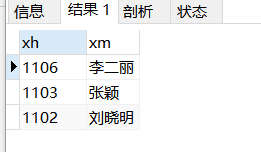 信息 结果 1 剖析 状态
xh xm
1106 李二丽
1103 张颖
1102 刘晓明